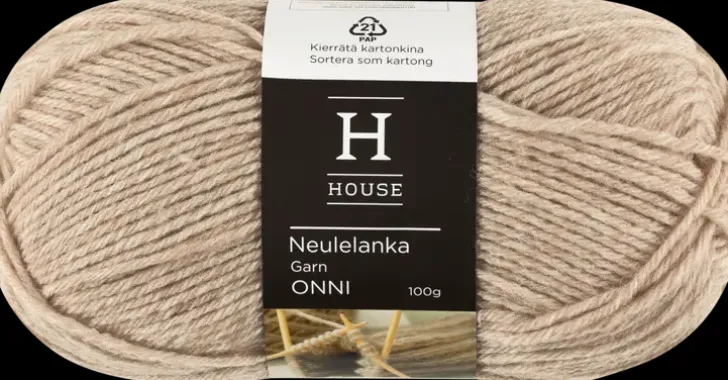 21
PAP
Kierrätä kartonkina
Sortera som kartong
H
HOUSE
Neulelanka
Garn
ONNI 100g